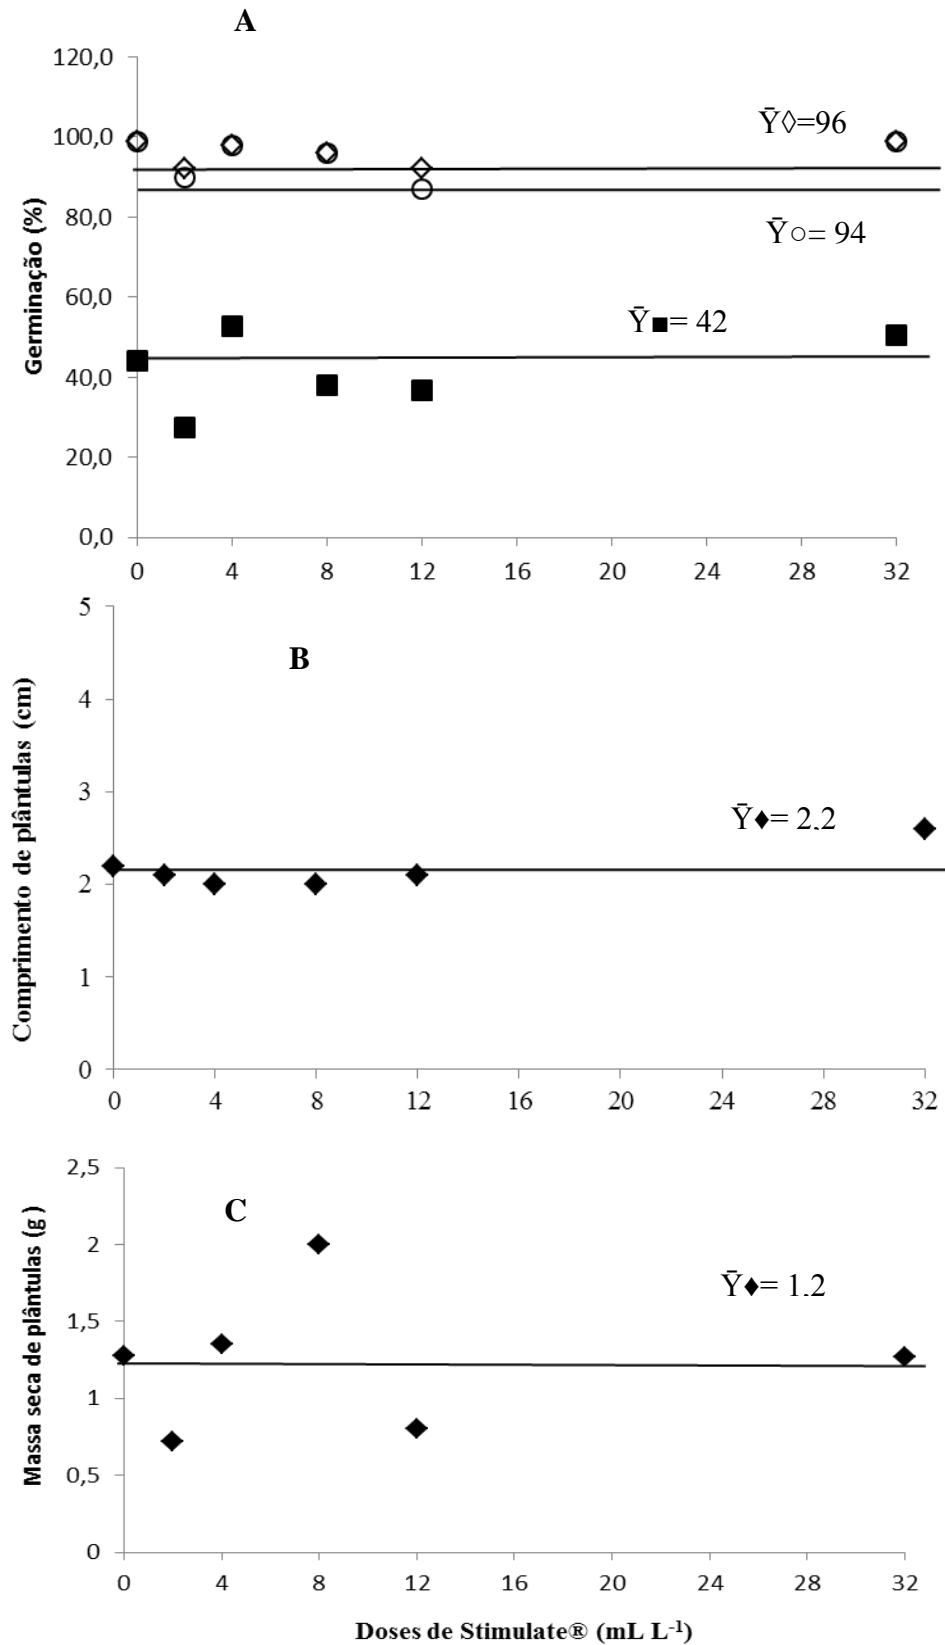 A
120,0
100,0
80,0
60,0
40,0
20,0
0,0
Germinação (%)
Ȳ◊=96
Ȳ○= 94
Ȳ■= 42
0 4 8 12 16 20 24 28 32
B
5
4
3
2
1
0
Comprimento de plântulas (cm)
Ȳ♦= 2,2
0 4 8 12 16 20 24 28 32
C
2,5
2
1,5
1
0,5
0
Massa seca de plântulas (g)
Ȳ♦= 1,2
0 4 8 12 16 20 24 28 32
Doses de Stimulate® (mL L⁻¹)